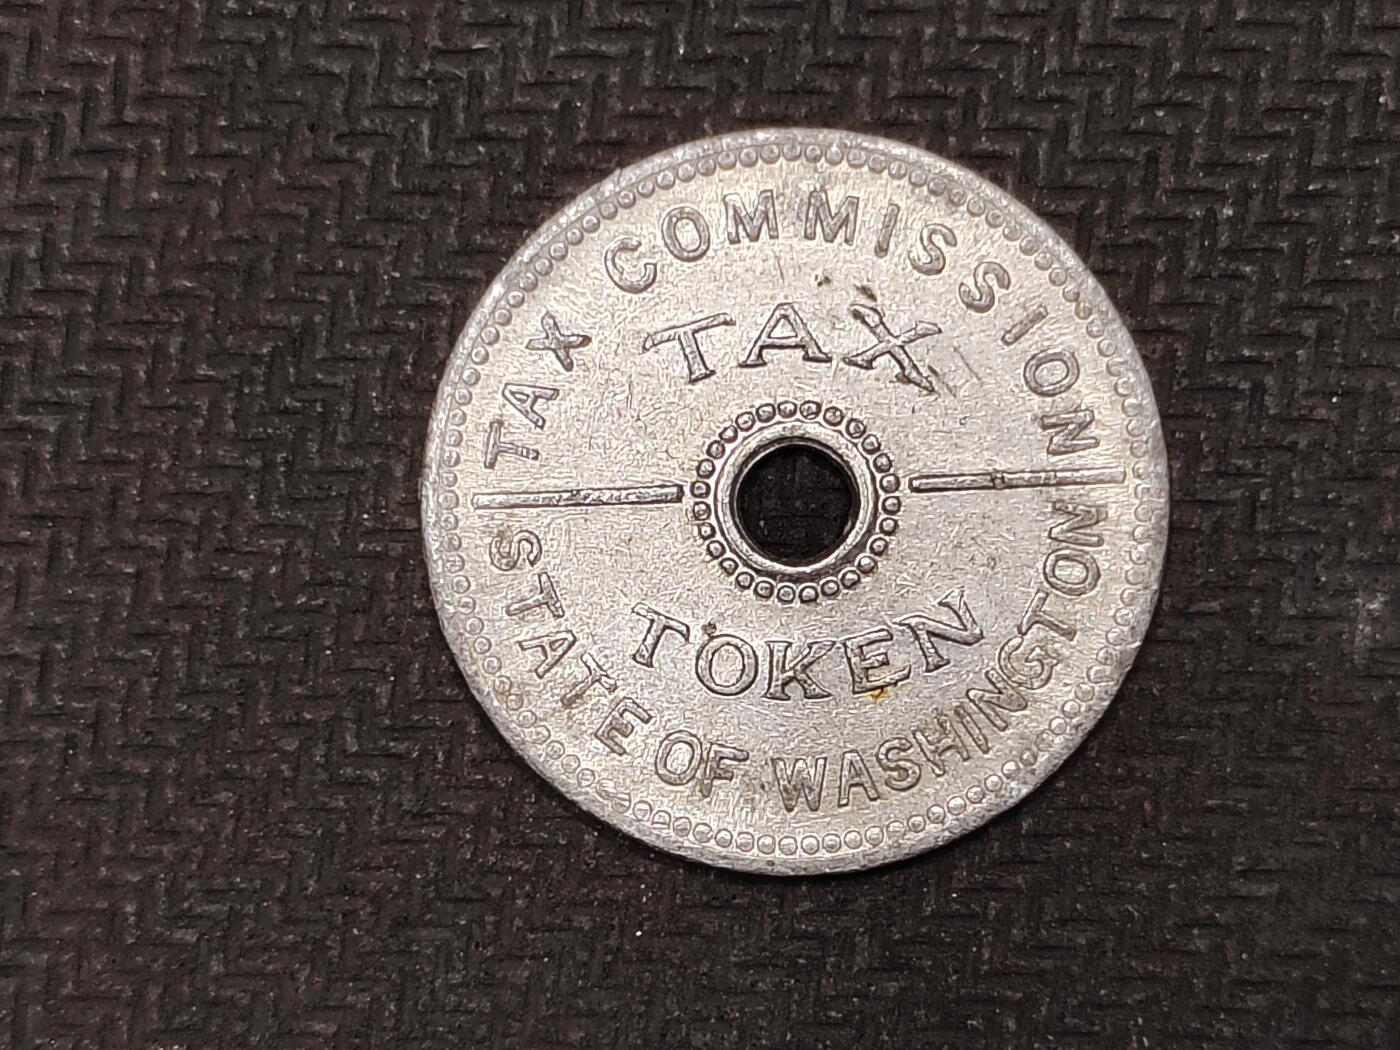 TAX COMMISSION
TAX
TOKEN
STATE OF WASHINGTON